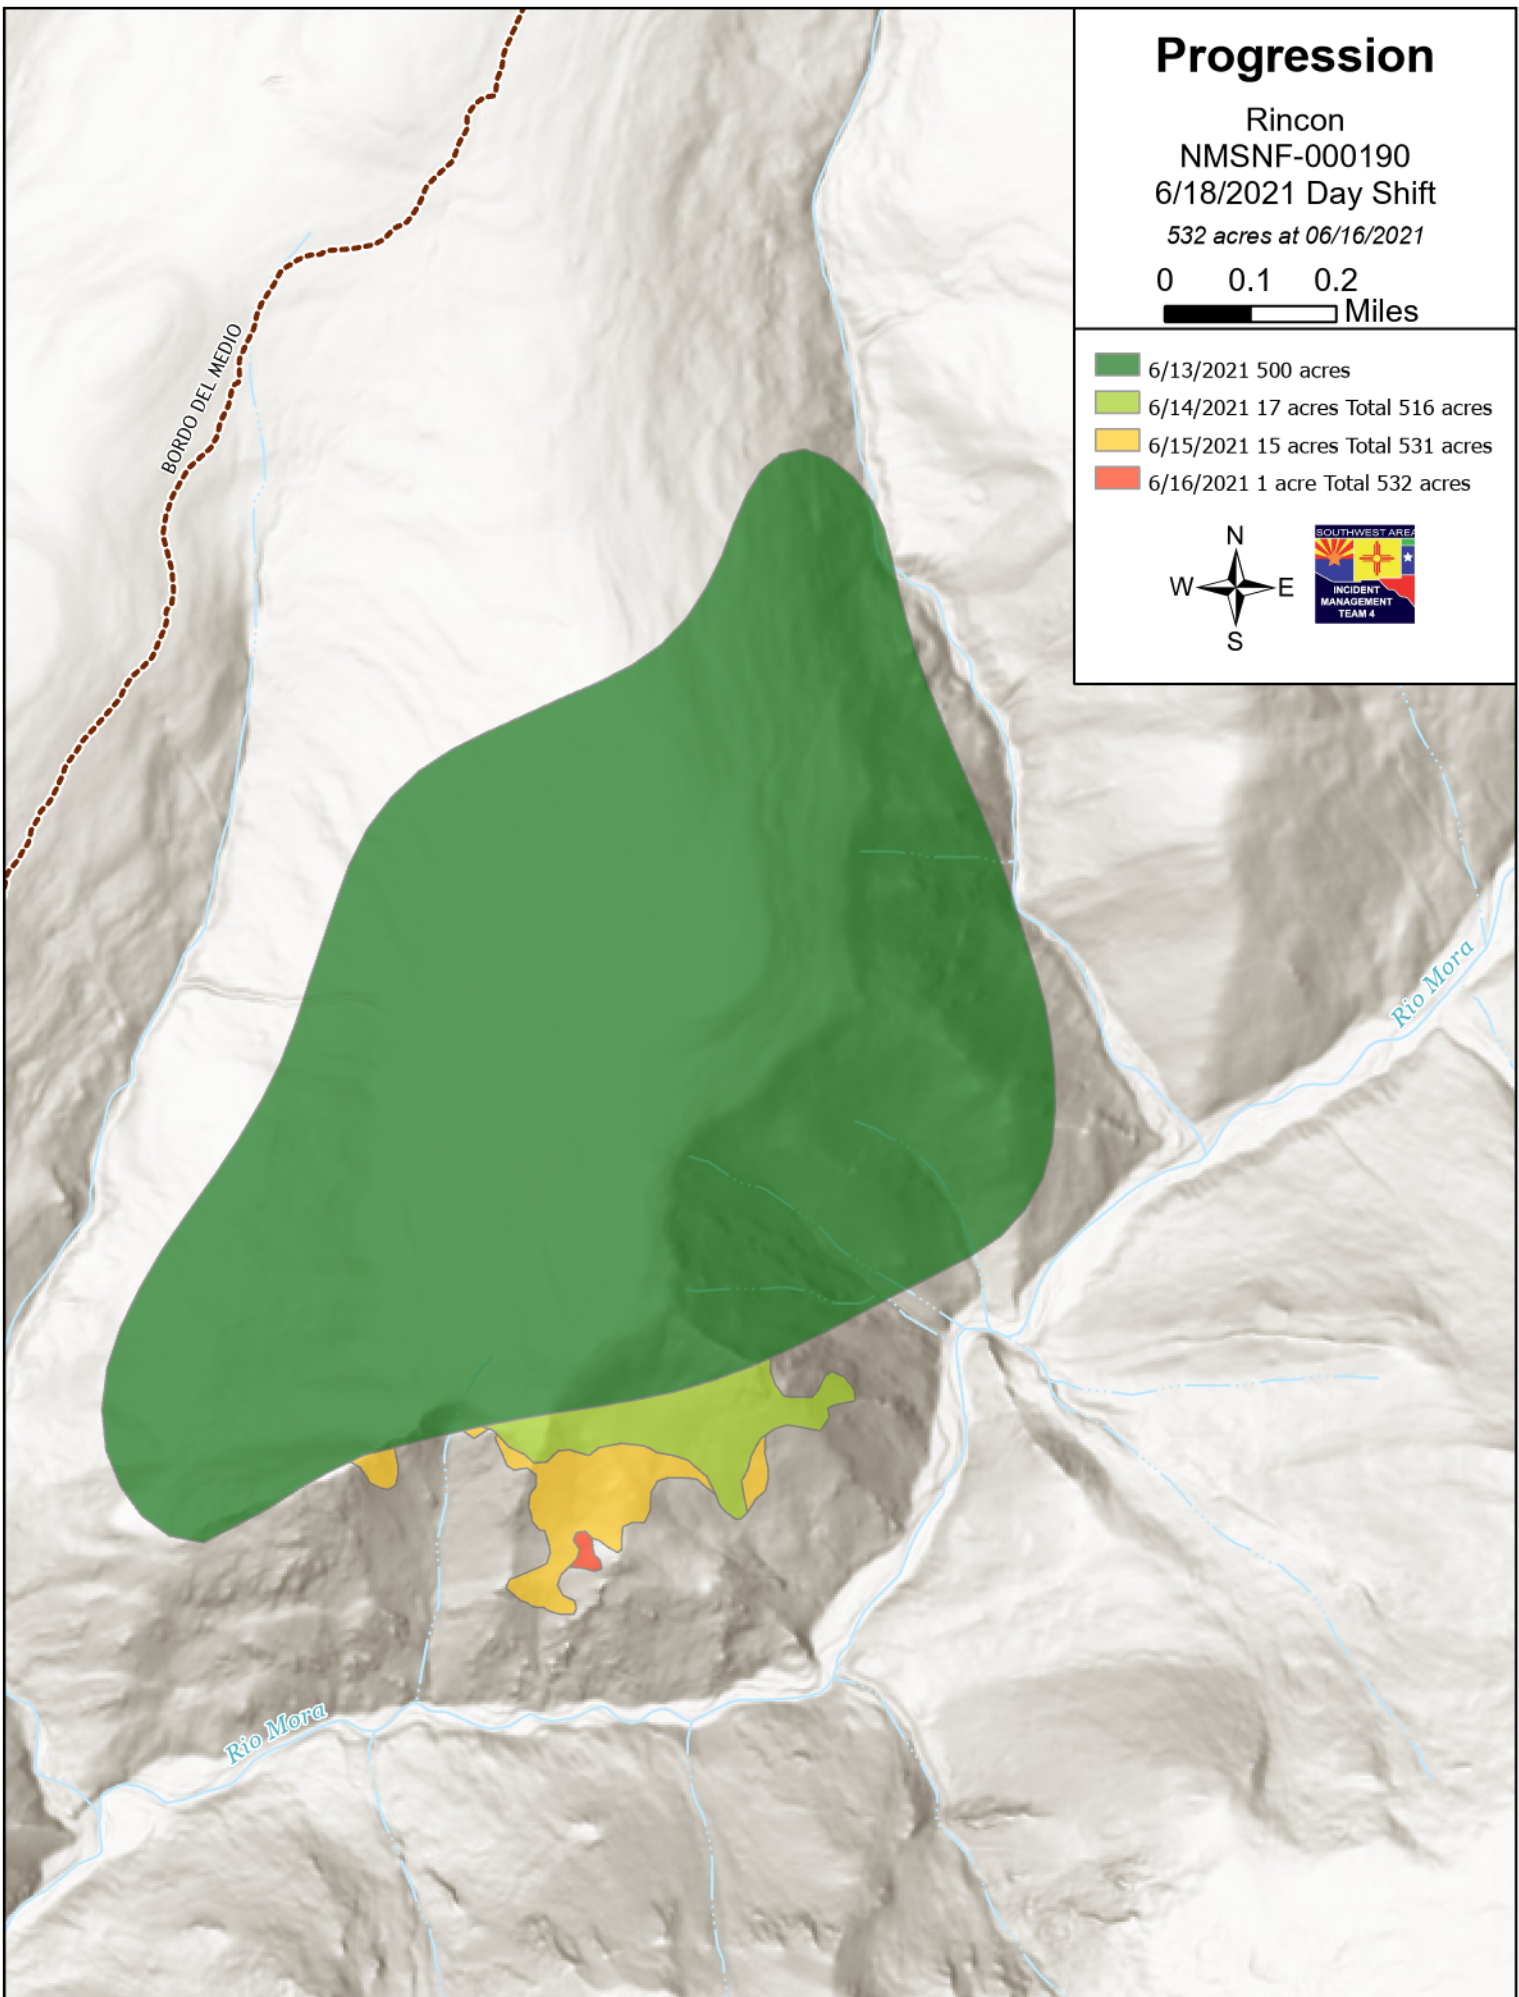 Progression
Rincon
NMSNF-000190
6/18/2021 Day Shift
532 acres at 06/16/2021
0 0.1 0.2
Miles
6/13/2021 500 acres
6/14/2021 17 acres Total 516 acres
6/15/2021 15 acres Total 531 acres
6/16/2021 1 acre Total 532 acres
N
W E
S
SOUTHWEST AREA
INCIDENT
MANAGEMENT
TEAM 4
BORDO DEL MEDIO
Rio Mora
Rio Mora